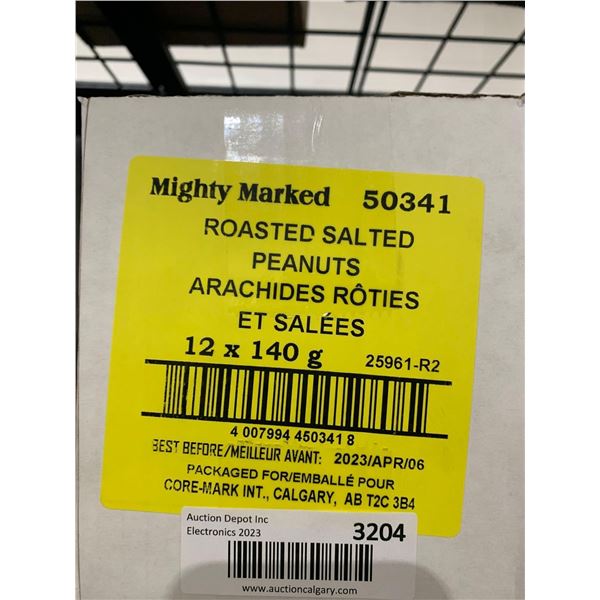 Mighty Marked 50341
ROASTED SALTED
PEANUTS
ARACHIDES RÔTIES
ET SALÉES
12 x 140 g 25961-R2
4 007994 450341 8
BEST BEFORE/MEILLEUR AVANT: 2023/APR/06
PACKAGED FOR/EMBALLÉ POUR
CORE-MARK INT., CALGARY, AB T2C 3B4
Auction Depot Inc
Electronics 2023 3204
www.auctioncalgary.com